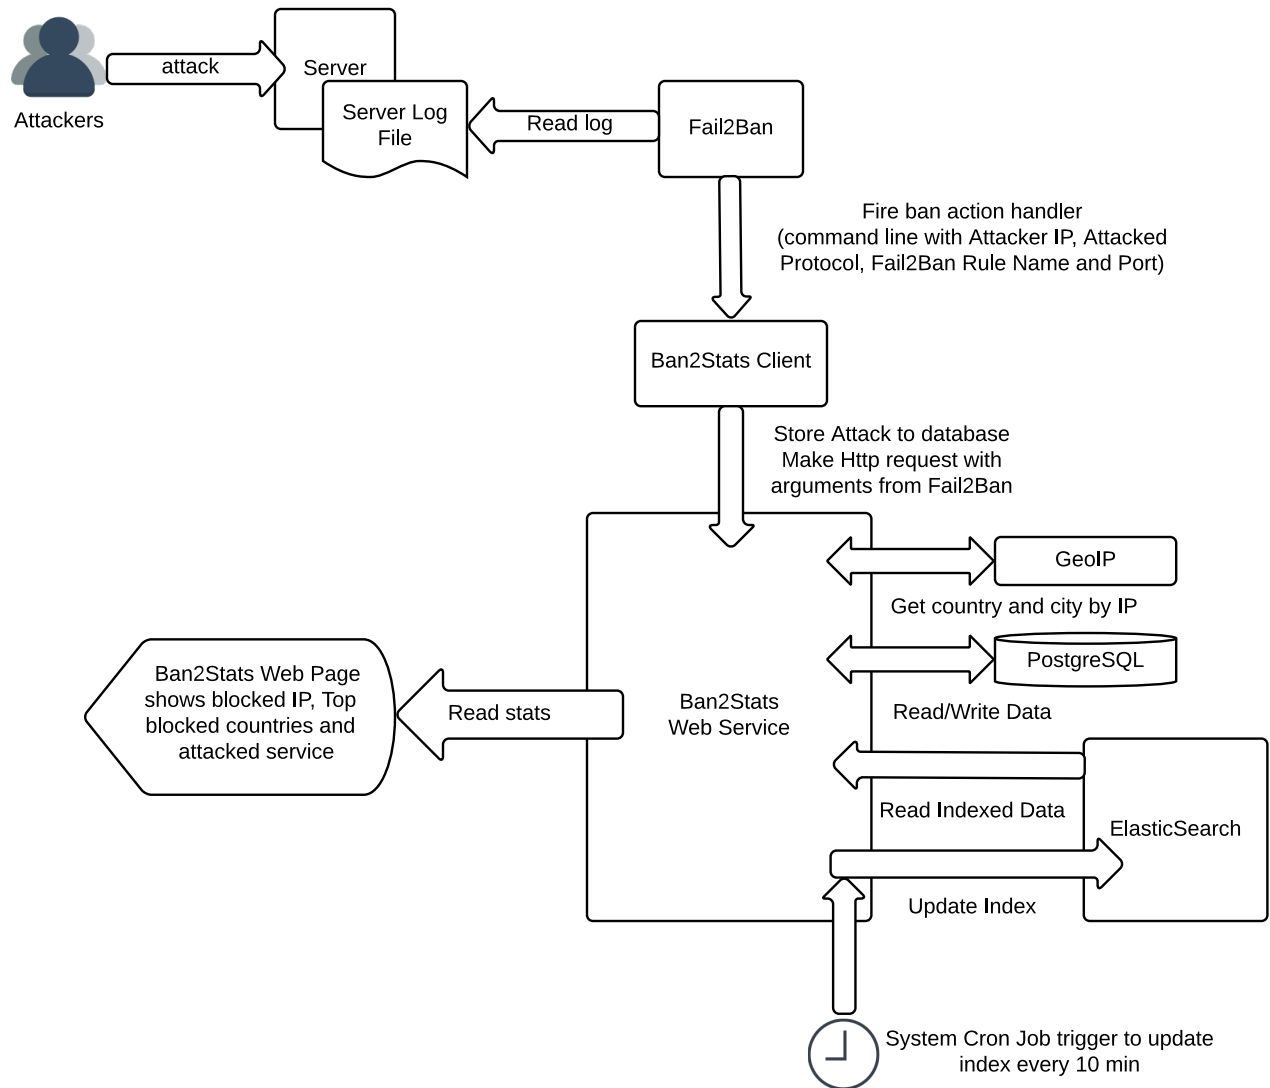 attack
Attackers
Server
Server Log
File
Read log
Fail2Ban
Fire ban action handler
(command line with Attacker IP, Attacked
Protocol, Fail2Ban Rule Name and Port)
Ban2Stats Client
Store Attack to database
Make Http request with
arguments from Fail2Ban
GeoIP
Get country and city by IP
PostgreSQL
Read/Write Data
Ban2Stats Web Page
shows blocked IP, Top
blocked countries and
attacked service
Read stats
Ban2Stats
Web Service
Read Indexed Data
ElasticSearch
Update Index
System Cron Job trigger to update
index every 10 min